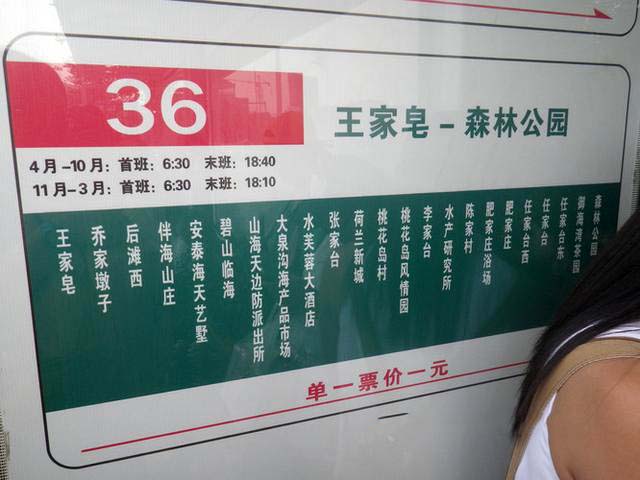 36
王家皂 – 森林公园
4月–10月：首班：6:30 末班：18:40
11月–3月：首班：6:30 末班：18:10
王家皂
乔家墩子
后滩西
伴海山庄
安泰海天艺墅
碧山临海
山海天边防派出所
大泉沟海产品市场
水芙蓉大酒店
张家台
荷兰新城
桃花岛村
桃花岛风情园
李家台
水产研究所
陈家村
肥家庄浴场
肥家庄
任家台西
任家台
任家台东
御海湾茶园
森林公园
单一票价一元